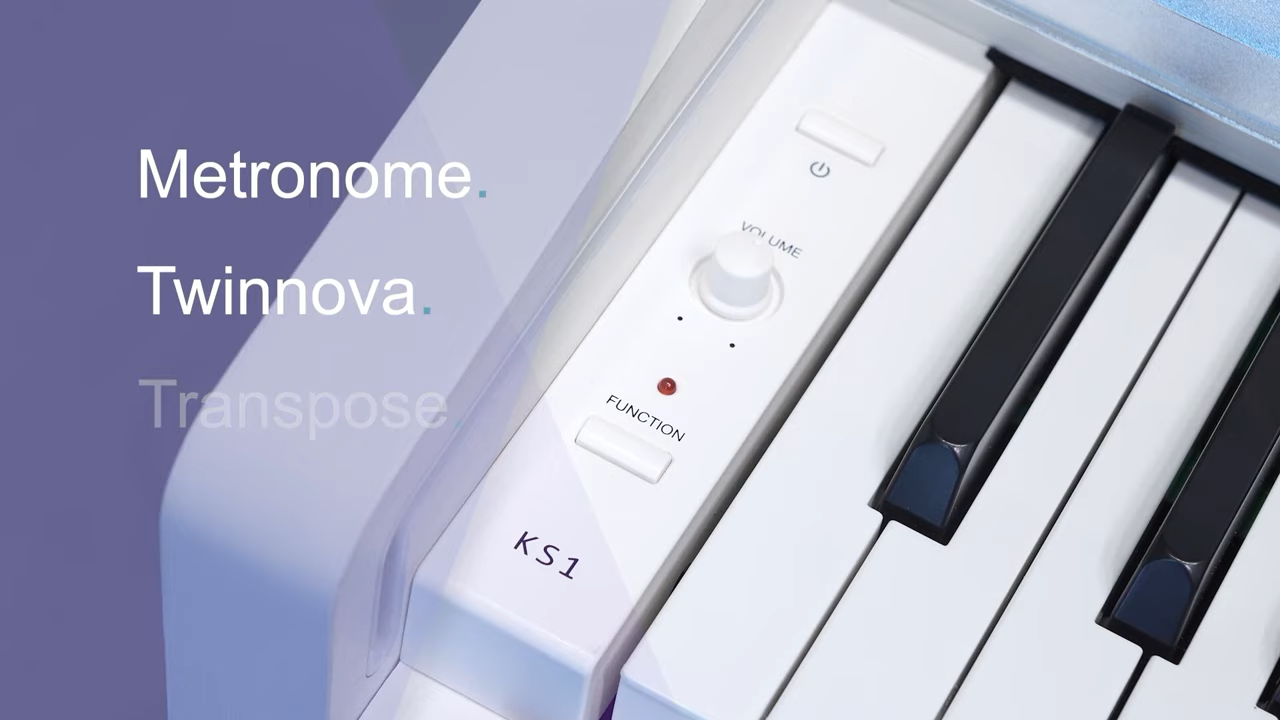 Metronome.
Twinnova.
Transpose.
VOLUME
FUNCTION
KS1